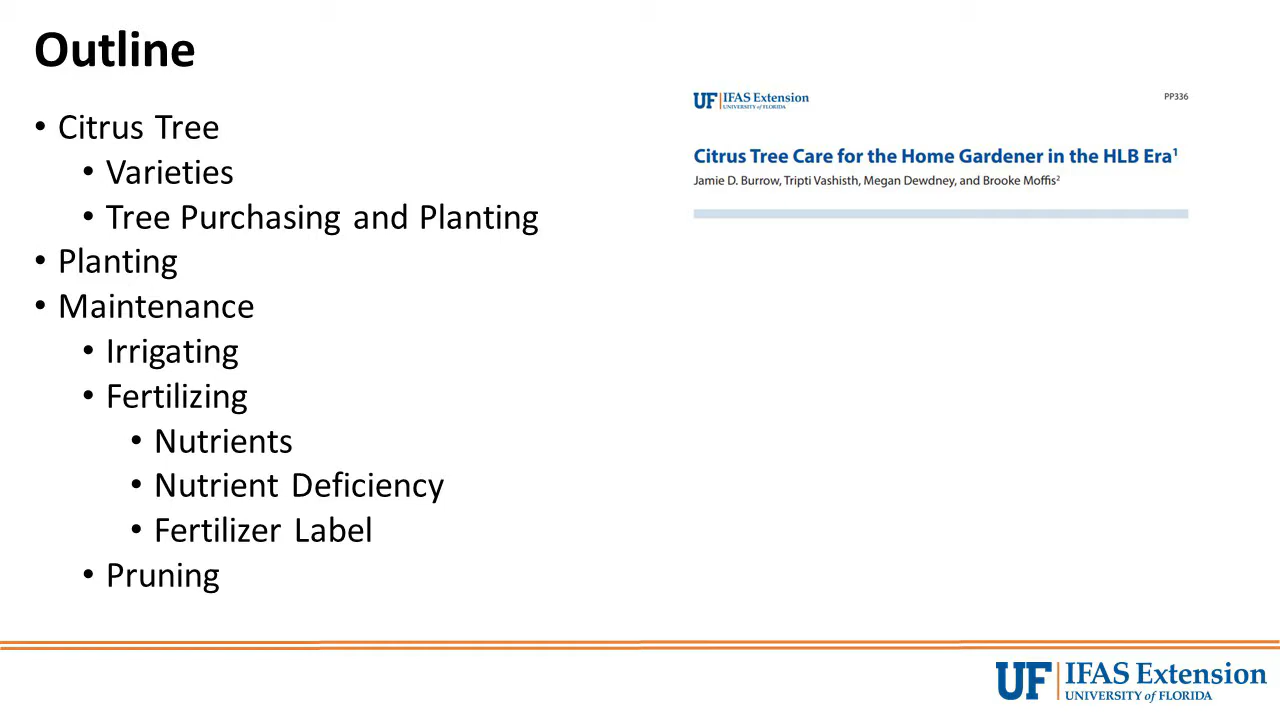 Outline
• Citrus Tree
• Varieties
• Tree Purchasing and Planting
• Planting
• Maintenance
• Irrigating
• Fertilizing
• Nutrients
• Nutrient Deficiency
• Fertilizer Label
• Pruning
UF IFAS Extension
UNIVERSITY of FLORIDA
PP336
Citrus Tree Care for the Home Gardener in the HLB Era¹
Jamie D. Burrow, Tripti Vashisth, Megan Dewdney, and Brooke Moffis²
UF IFAS Extension
UNIVERSITY of FLORIDA